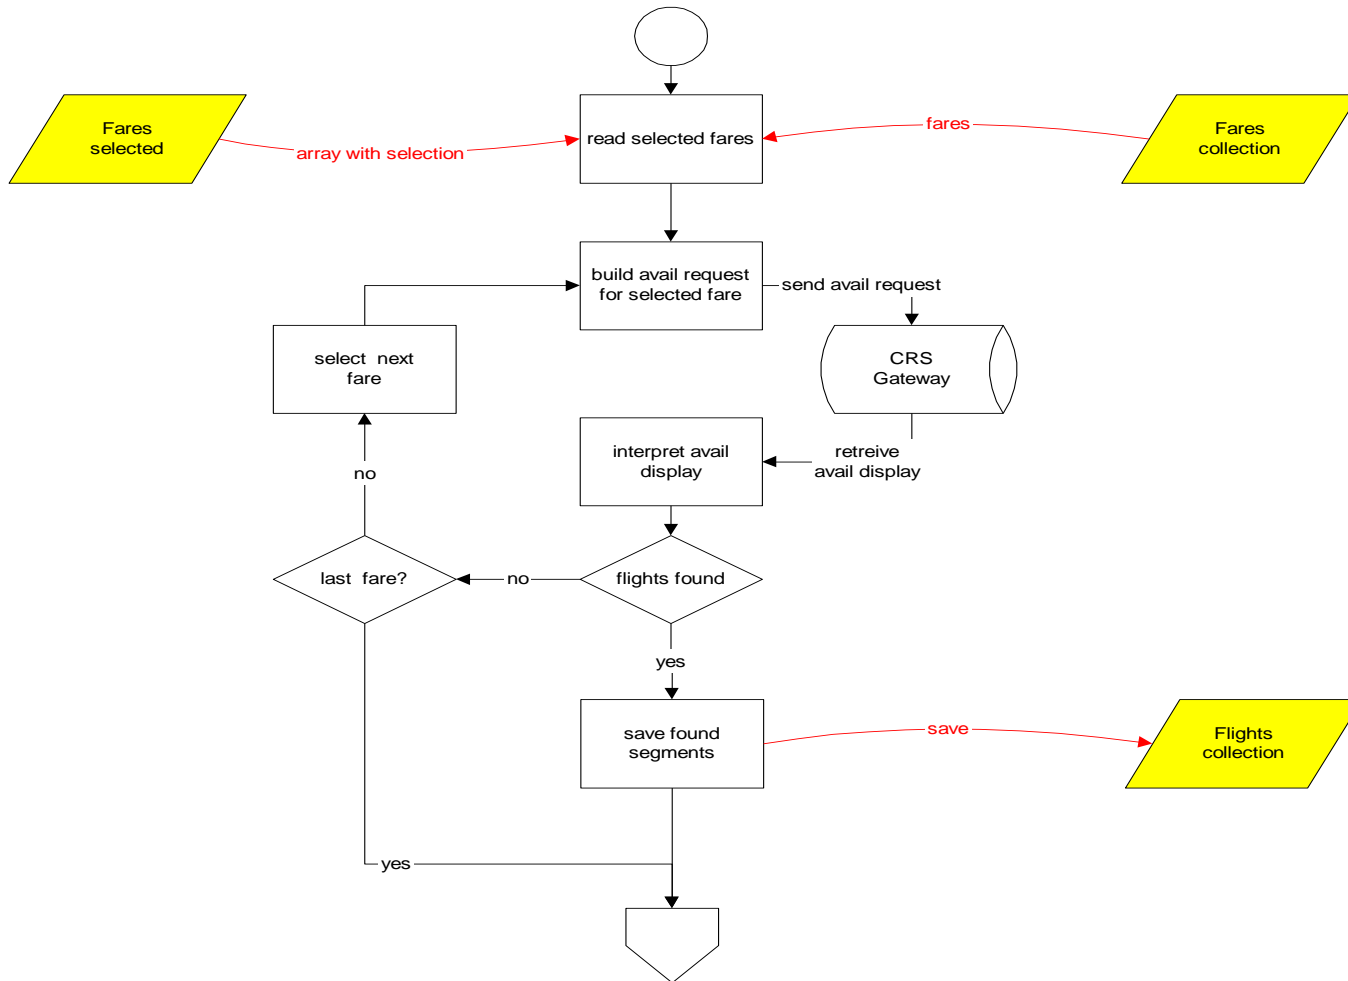 Fares
selected
array with selection
read selected fares
fares
Fares
collection
build avail request
for selected fare
send avail request
select next
fare
CRS
Gateway
interpret avail
display
retreive
avail display
no
last fare?
no
flights found
yes
save found
segments
save
Flights
collection
yes